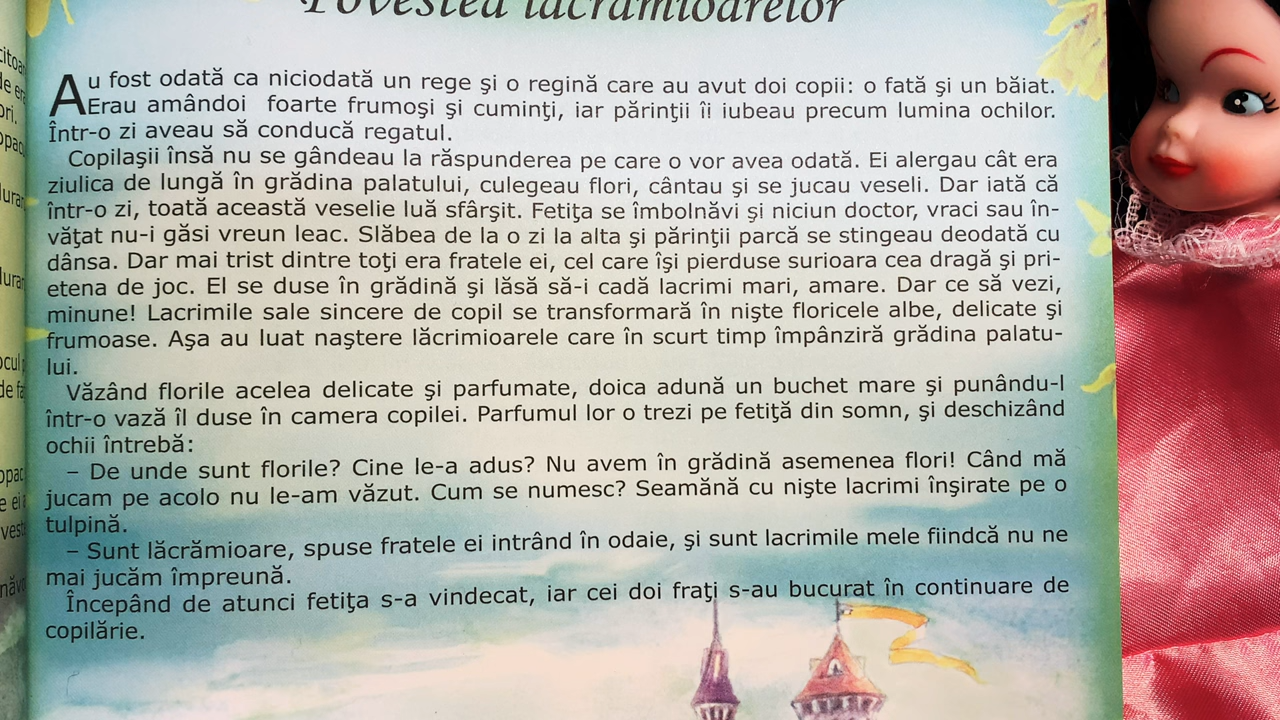 Povestea lăcrămioarelor
Au fost odată ca niciodată un rege şi o regină care au avut doi copii: o fată şi un băiat.
Erau amândoi foarte frumoşi şi cuminţi, iar părinţii îi iubeau precum lumina ochilor.
Într-o zi aveau să conducă regatul.
Copilaşii însă nu se gândeau la răspunderea pe care o vor avea odată. Ei alergau cât era
ziulica de lungă în grădina palatului, culegeau flori, cântau şi se jucau veseli. Dar iată că
într-o zi, toată această veselie luă sfârşit. Fetiţa se îmbolnăvi şi niciun doctor, vraci sau în-
văţat nu-i găsi vreun leac. Slăbea de la o zi la alta şi părinţii parcă se stingeau deodată cu
dânsa. Dar mai trist dintre toţi era fratele ei, cel care îşi pierduse surioara cea dragă şi pri-
etena de joc. El se duse în grădină şi lăsă să-i cadă lacrimi mari, amare. Dar ce să vezi,
minune! Lacrimile sale sincere de copil se transformară în nişte floricele albe, delicate şi
frumoase. Aşa au luat naştere lăcrimioarele care în scurt timp împânziră grădina palatu-
lui.
Văzând florile acelea delicate şi parfumate, doica adună un buchet mare şi punându-l
într-o vază îl duse în camera copilei. Parfumul lor o trezi pe fetiţă din somn, şi deschizând
ochii întrebă:
– De unde sunt florile? Cine le-a adus? Nu avem în grădină asemenea flori! Când mă
jucam pe acolo nu le-am văzut. Cum se numesc? Seamănă cu nişte lacrimi înşirate pe o
tulpină.
– Sunt lăcrămioare, spuse fratele ei intrând în odaie, şi sunt lacrimile mele fiindcă nu ne
mai jucăm împreună.
Începând de atunci fetiţa s-a vindecat, iar cei doi fraţi s-au bucurat în continuare de
copilărie.